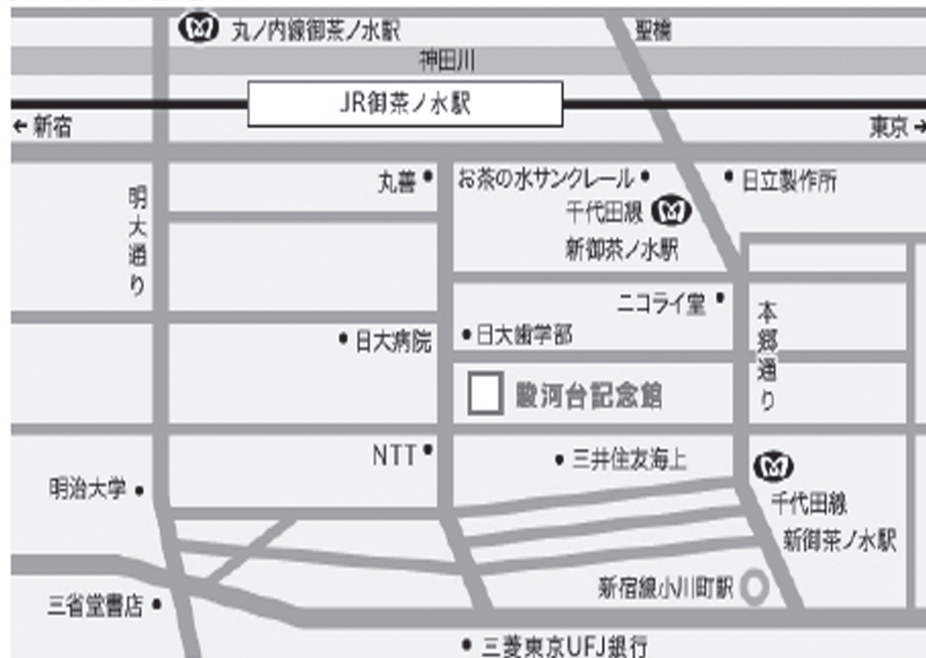 丸ノ内線御茶ノ水駅
聖橋
神田川
JR御茶ノ水駅
←新宿
東京→
丸善
お茶の水サンクレール
日立製作所
千代田線
新御茶ノ水駅
明大通り
ニコライ堂
本郷通り
日大病院
日大歯学部
駿河台記念館
NTT
三井住友海上
明治大学
千代田線
新御茶ノ水駅
新宿線小川町駅
三省堂書店
三菱東京UFJ銀行